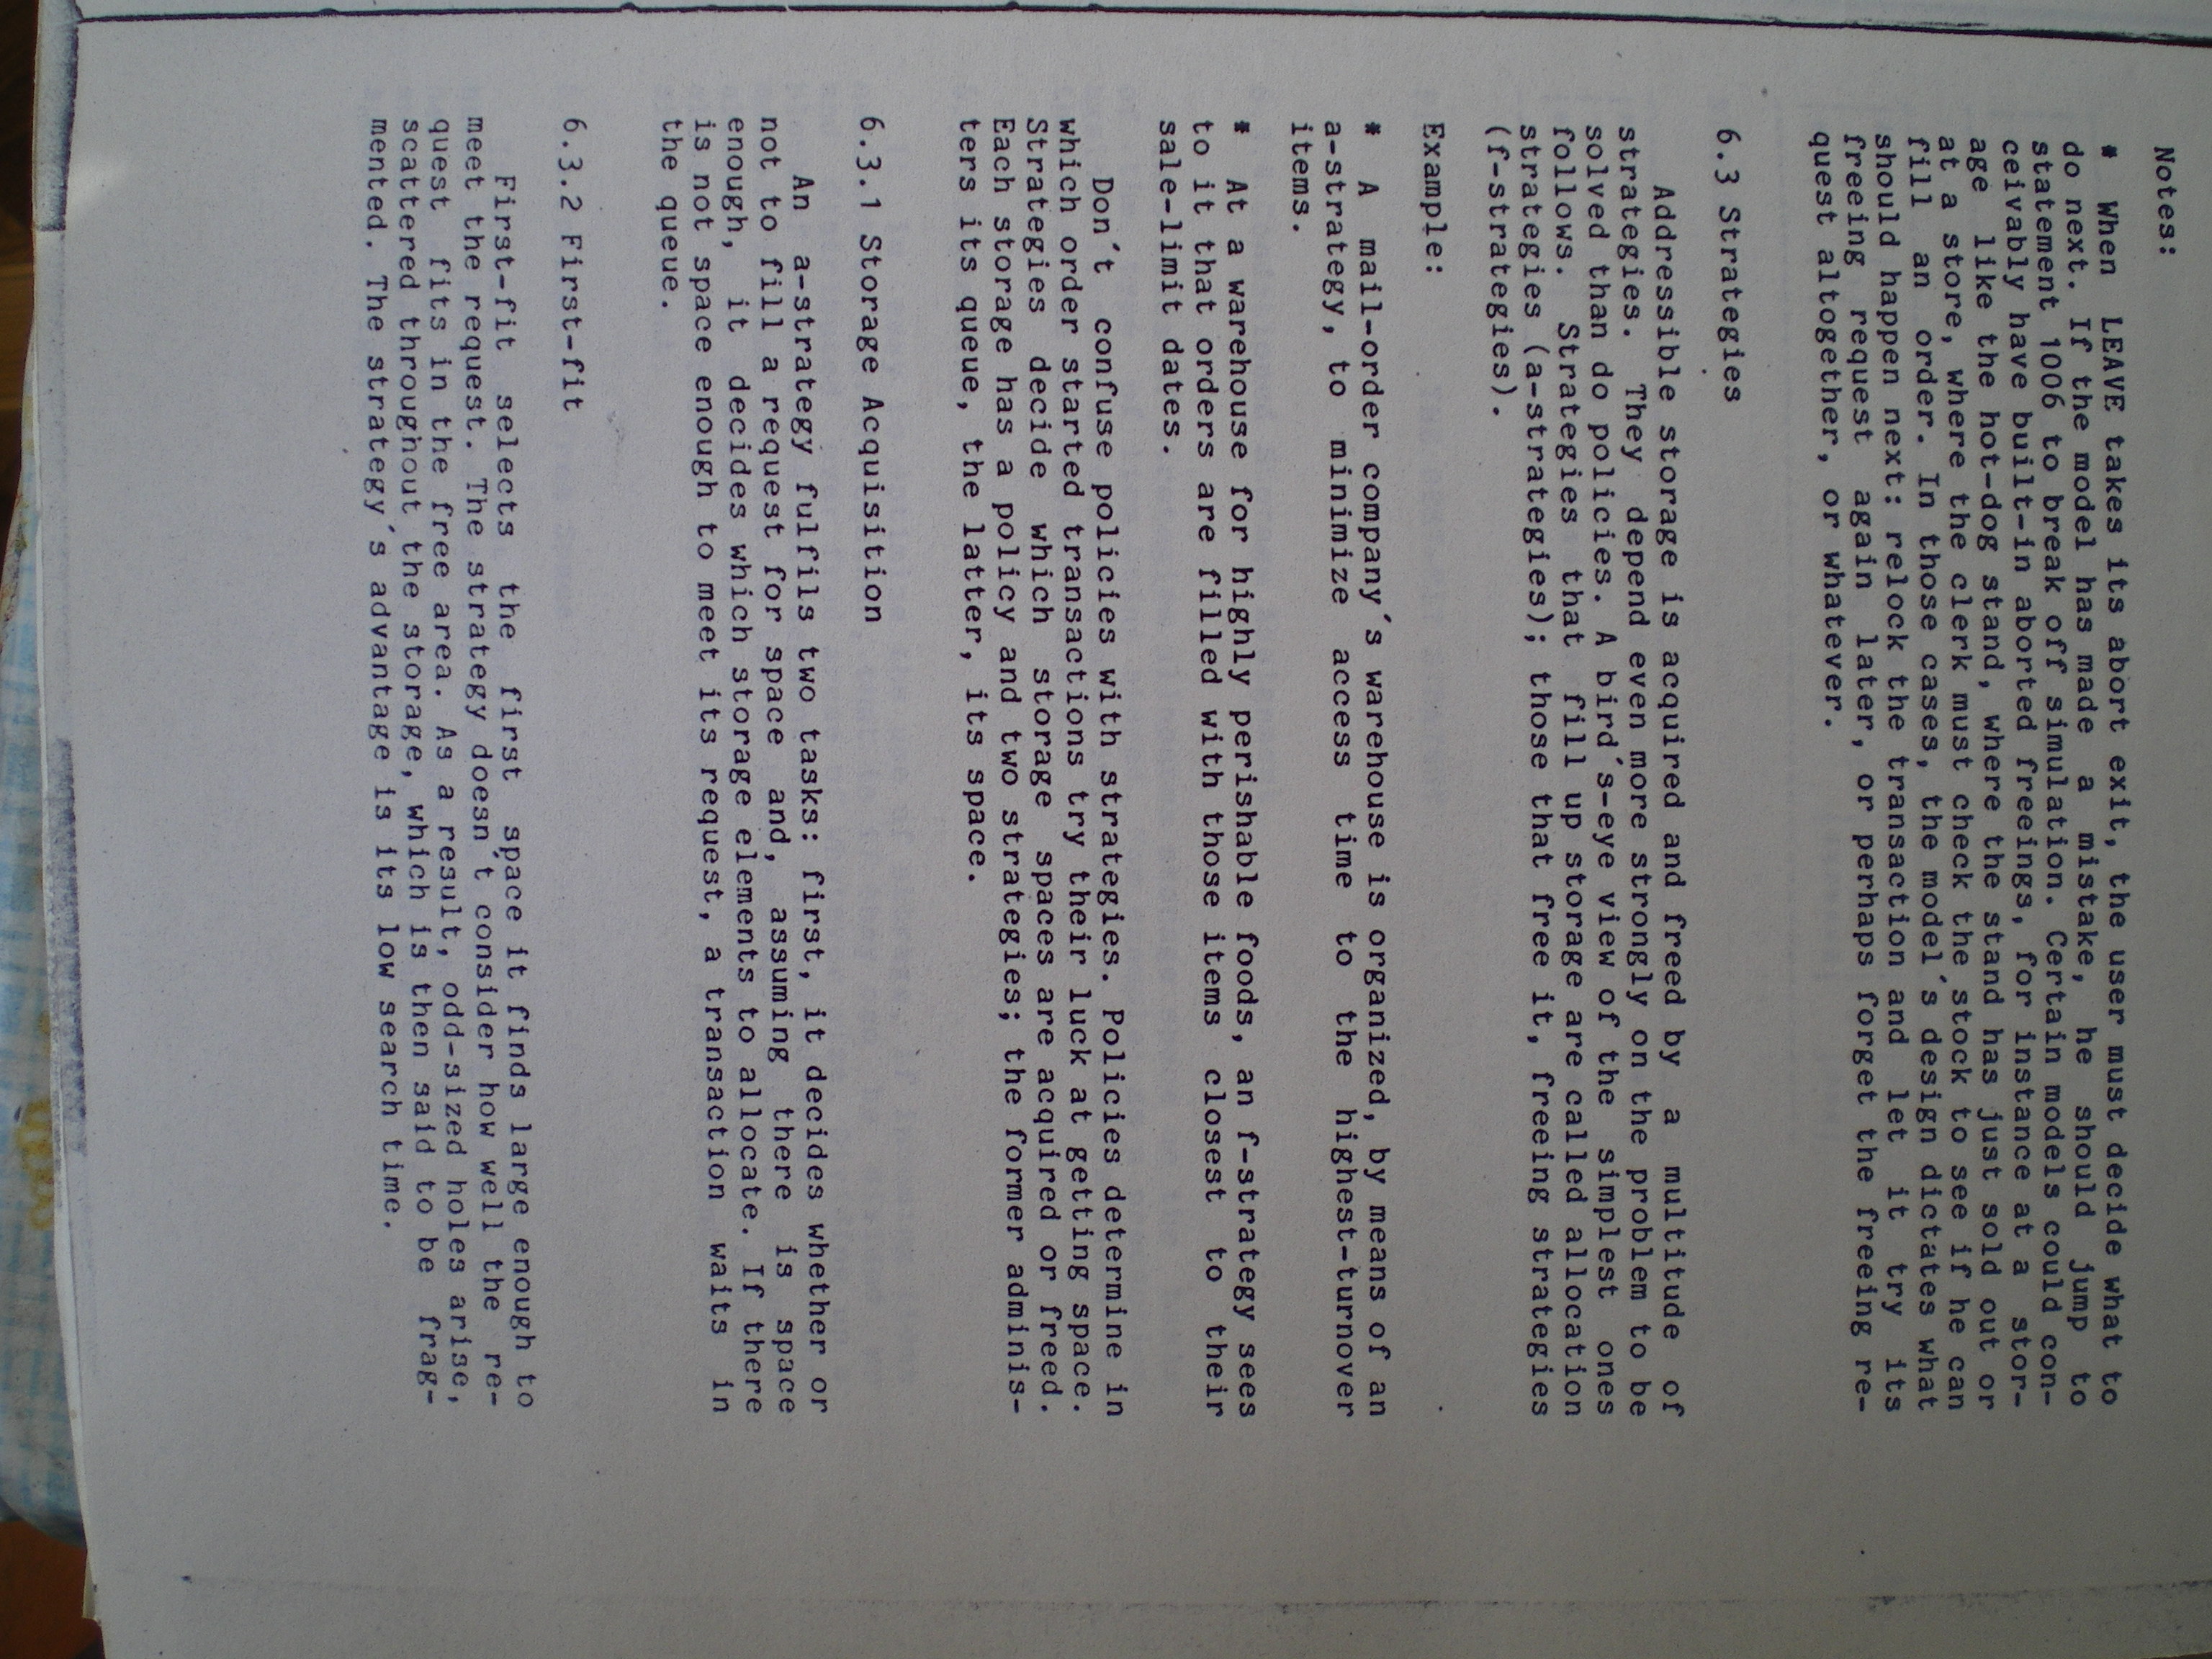 Notes:
* When LEAVE takes its abort exit, the user must decide what to
do next. If the model has made a mistake, he should jump to
statement 1006 to break off simulation. Certain models could con-
ceivably have built-in aborted freeings, for instance at a stor-
age like the hot-dog stand, where the stand has just sold out or
at a store, where the clerk must check the stock to see if he can
fill an order. In those cases, the model´s design dictates what
should happen next: relock the transaction and let it try its
freeing request again later, or perhaps forget the freeing re-
quest altogether, or whatever.
6.3 Strategies
Addressible storage is acquired and freed by a multitude of
strategies. They depend even more strongly on the problem to be
solved than do policies. A bird´s-eye view of the simplest ones
follows. Strategies that fill up storage are called allocation
strategies (a-strategies); those that free it, freeing strategies
(f-strategies).
Example:
* A mail-order company´s warehouse is organized, by means of an
a-strategy, to minimize access time to the highest-turnover
items.
* At a warehouse for highly perishable foods, an f-strategy sees
to it that orders are filled with those items closest to their
sale-limit dates.
Don´t confuse policies with strategies. Policies determine in
which order started transactions try their luck at getting space.
Strategies decide which storage spaces are acquired or freed.
Each storage has a policy and two strategies; the former adminis-
ters its queue, the latter, its space.
6.3.1 Storage Acquisition
An a-strategy fulfils two tasks: first, it decides whether or
not to fill a request for space and, assuming there is space
enough, it decides which storage elements to allocate. If there
is not space enough to meet its request, a transaction waits in
the queue.
6.3.2 First-fit
First-fit selects the first space it finds large enough to
meet the request. The strategy doesn´t consider how well the re-
quest fits in the free area. As a result, odd-sized holes arise,
scattered throughout the storage, which is then said to be frag-
mented. The strategy´s advantage is its low search time.